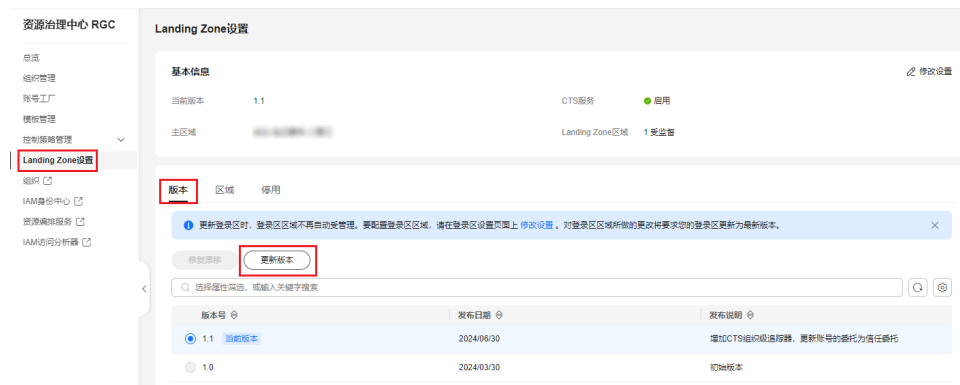 资源治理中心 RGC
总览
组织管理
账号工厂
模板管理
控制策略管理
Landing Zone设置
组织
IAM身份中心
资源编排服务
IAM访问分析器
Landing Zone设置
基本信息
修改设置
当前版本 1.1 CTS服务 启用
主区域 Landing Zone区域 1 受监管
版本 区域 停用
更新登录区时，登录区区域不再自动受管理。要配置登录区区域，请在登录区设置页面上 修改设置 。对登录区区域所做的更改将要求您的登录区更新为最新版本。
修复漂移 更新版本
选择属性筛选，或输入关键字搜索
版本号 发布日期 发布说明
1.1 当前版本 2024/06/30 增加CTS组织级追踪器，更新账号的委托为信任委托
1.0 2024/03/30 初始版本